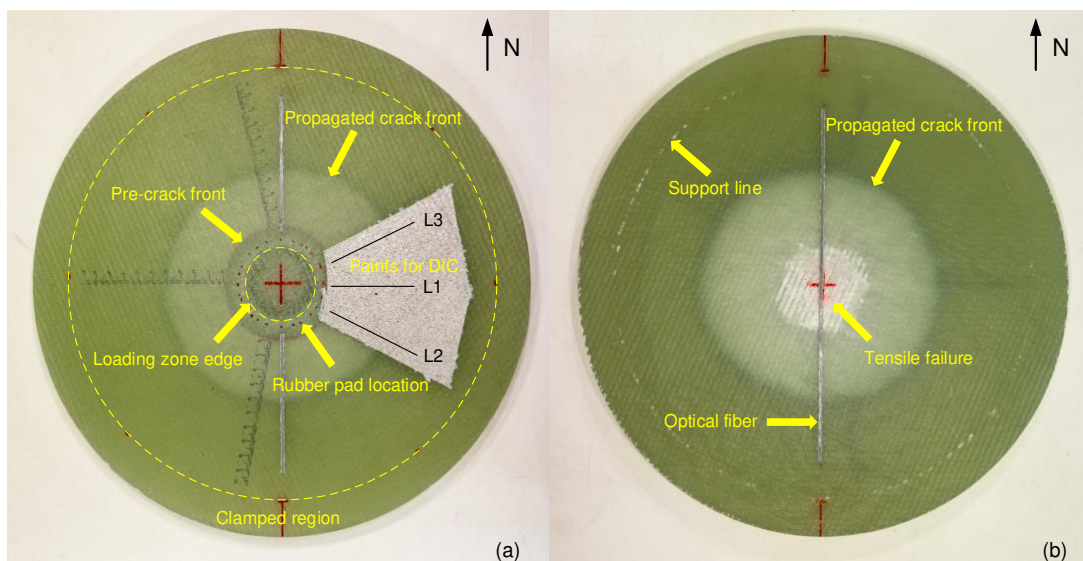 N
Propagated crack front
Pre-crack front
L3
Paints for DIC
L1
L2
Loading zone edge
Rubber pad location
Clamped region
(a)
N
Propagated crack front
Support line
Tensile failure
Optical fiber
(b)